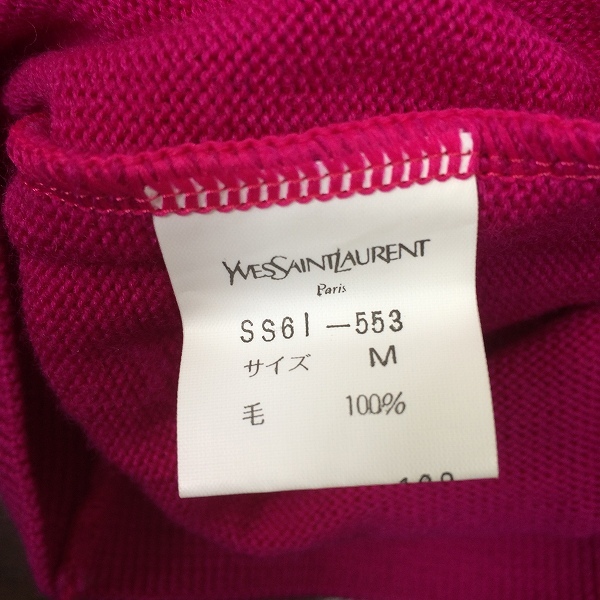 YVESSAINTLAURENT
Paris
SS61-553
サイズ M
毛 100%